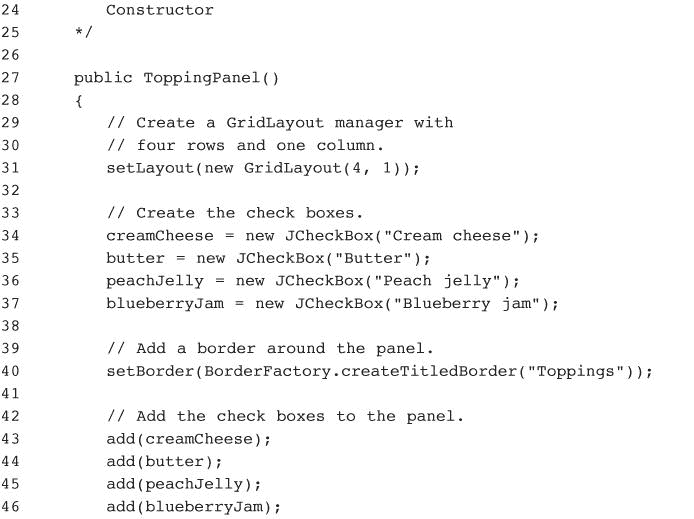 24         Constructor
25      */
26
27      public ToppingPanel()
28      {
29         // Create a GridLayout manager with
30         // four rows and one column.
31         setLayout(new GridLayout(4, 1));
32
33         // Create the check boxes.
34         creamCheese = new JCheckBox("Cream cheese");
35         butter = new JCheckBox("Butter");
36         peachJelly = new JCheckBox("Peach jelly");
37         blueberryJam = new JCheckBox("Blueberry jam");
38
39         // Add a border around the panel.
40         setBorder(BorderFactory.createTitledBorder("Toppings"));
41
42         // Add the check boxes to the panel.
43         add(creamCheese);
44         add(butter);
45         add(peachJelly);
46         add(blueberryJam);